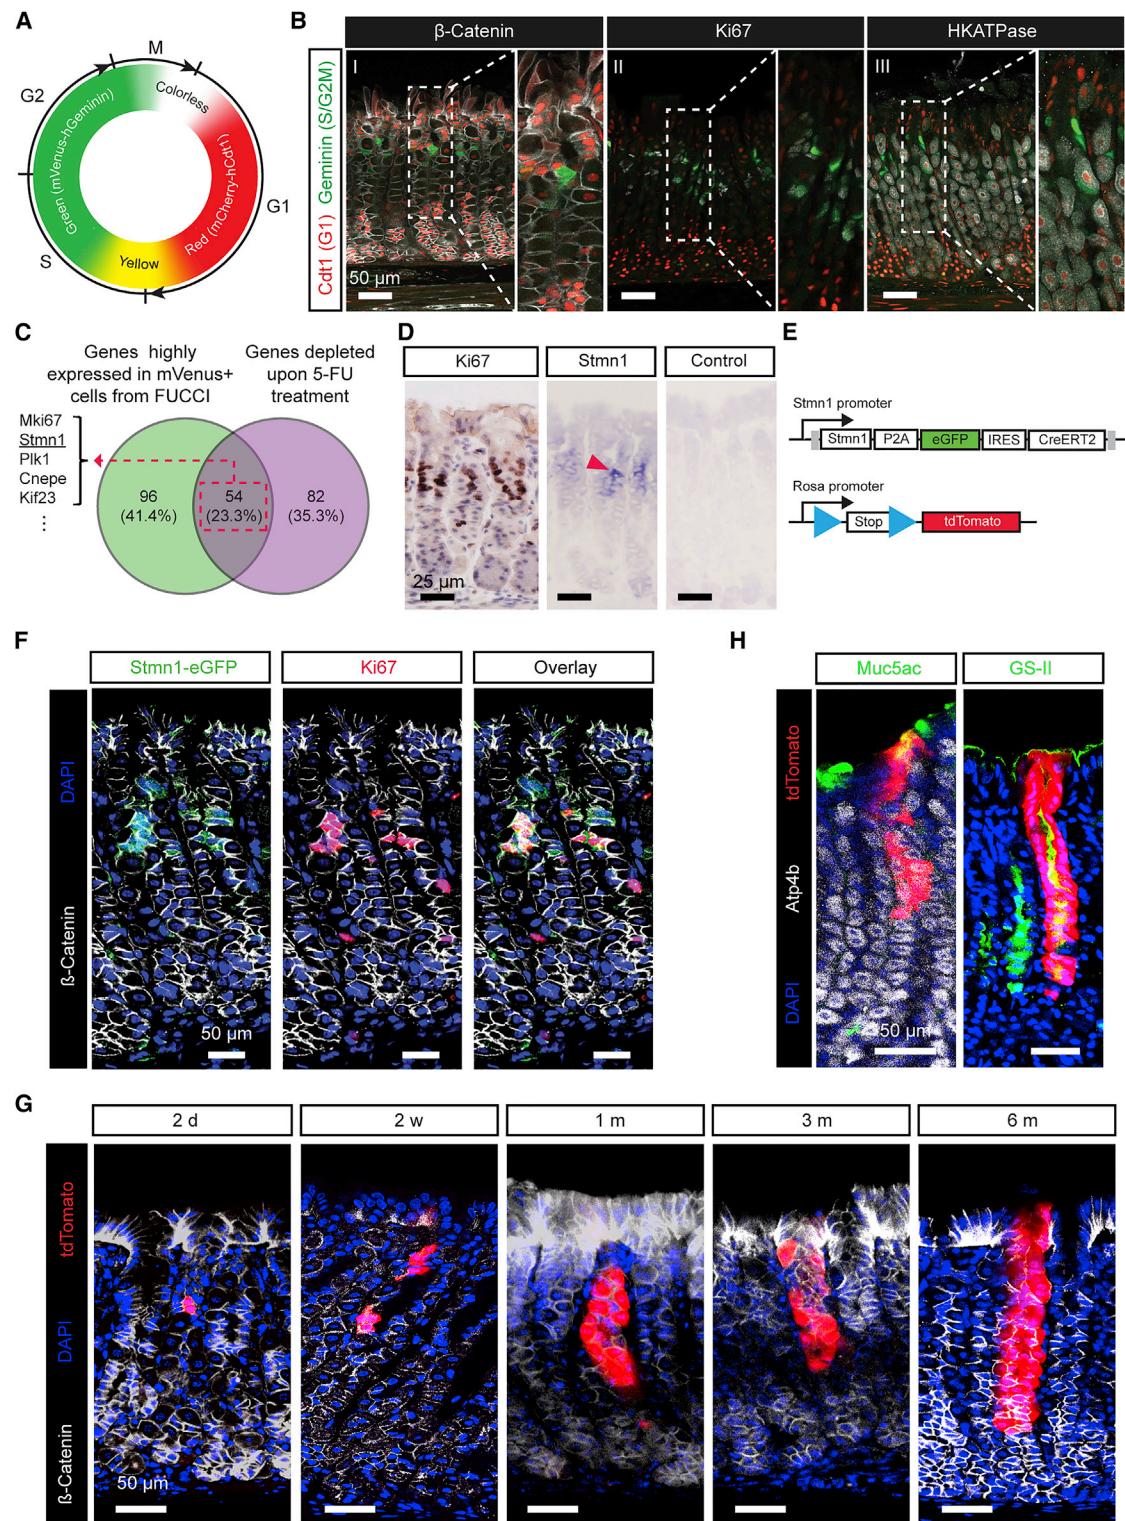 A
M
G2
G1
S
Colorless
Green (mVenus-hGeminin)
Red (mCherry-hCdt1)
Yellow
B
β-Catenin
Ki67
HKATPase
Cdt1 (G1) Geminin (S/G2M)
I
II
III
50 µm
C
Genes highly
expressed in mVenus+
cells from FUCCI
Genes depleted
upon 5-FU
treatment
Mki67
Stmn1
Plk1
Cnepe
Kif23
⋮
96
(41.4%)
54
(23.3%)
82
(35.3%)
D
Ki67
Stmn1
Control
25 µm
E
Stmn1 promoter
Stmn1
P2A
eGFP
IRES
CreERT2
Rosa promoter
Stop
tdTomato
F
Stmn1-eGFP
Ki67
Overlay
ß-Catenin
DAPI
50 µm
H
Muc5ac
GS-II
DAPI
Atp4b
tdTomato
50 µm
G
2 d
2 w
1 m
3 m
6 m
ß-Catenin
DAPI
tdTomato
50 µm